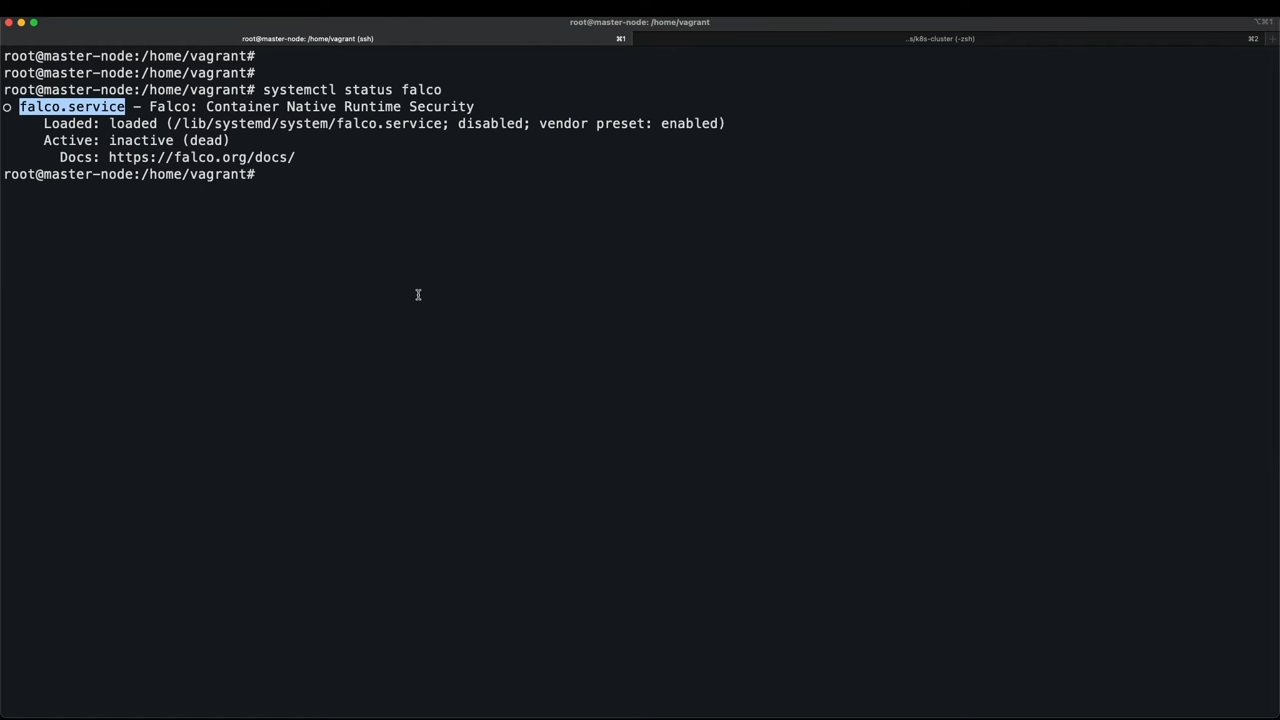 root@master-node: /home/vagrant
⌥⌘1
root@master-node: /home/vagrant (ssh)
⌘1
..s/k8s-cluster (-zsh)
⌘2
+
root@master-node:/home/vagrant#
root@master-node:/home/vagrant#
root@master-node:/home/vagrant# systemctl status falco
○ falco.service - Falco: Container Native Runtime Security
Loaded: loaded (/lib/systemd/system/falco.service; disabled; vendor preset: enabled)
Active: inactive (dead)
Docs: https://falco.org/docs/
root@master-node:/home/vagrant#